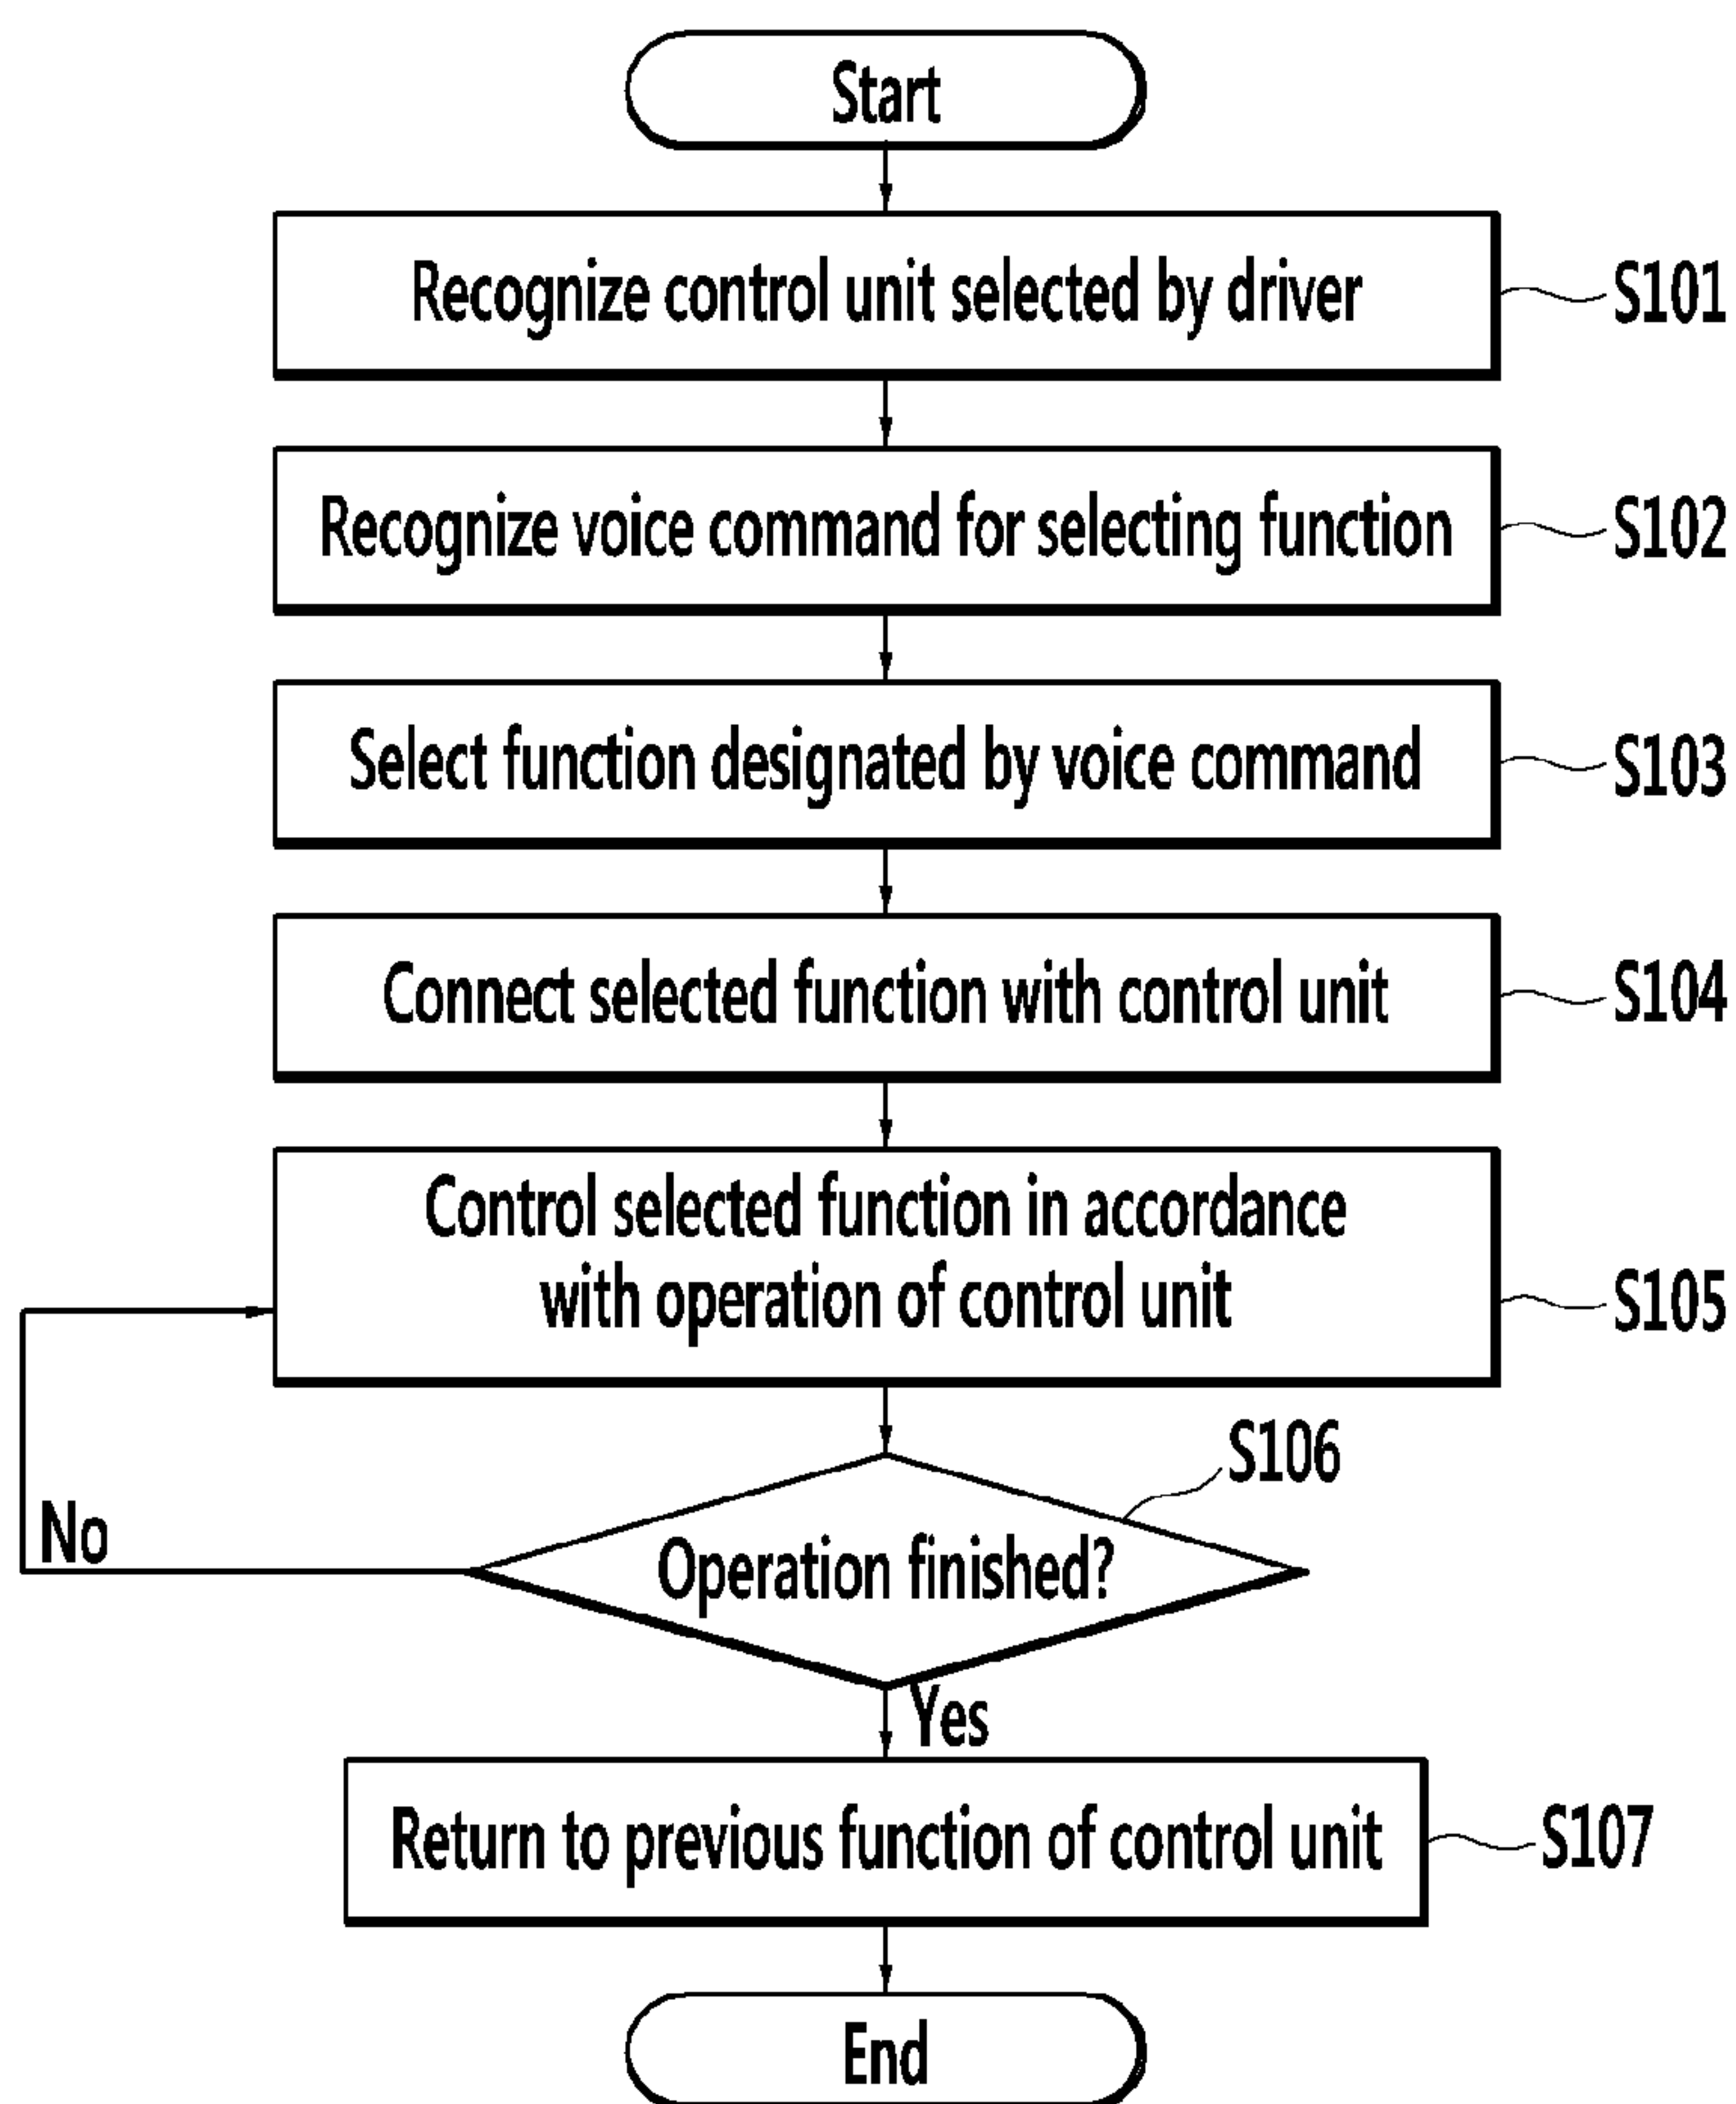 Start
Recognize control unit selected by driver
S101
Recognize voice command for selecting function
S102
Select function designated by voice command
S103
Connect selected function with control unit
S104
Control selected function in accordance
with operation of control unit
S105
S106
Operation finished?
No
Yes
Return to previous function of control unit
S107
End